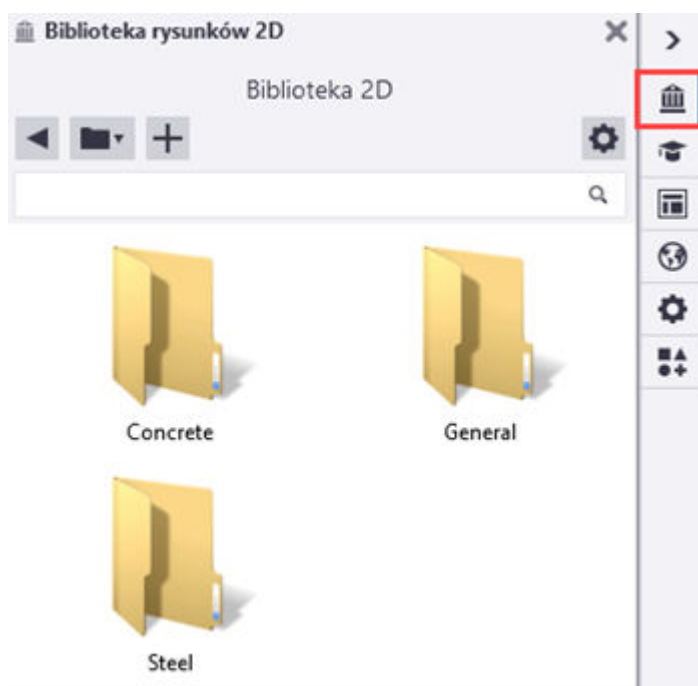 Biblioteka rysunków 2D
Biblioteka 2D
Concrete
General
Steel